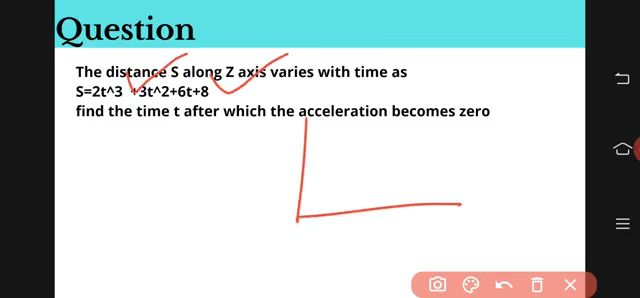 Question
The distance S along Z axis varies with time as
S=2t^3 +3t^2+6t+8
find the time t after which the acceleration becomes zero